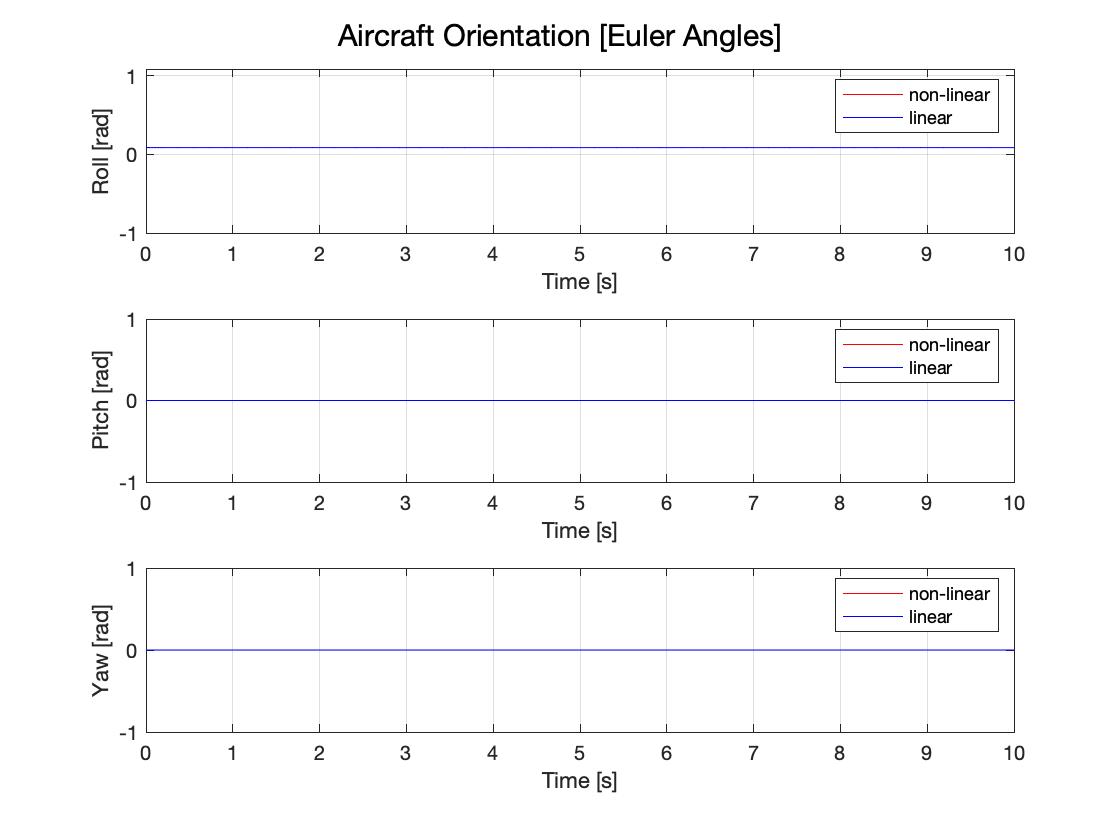 Aircraft Orientation [Euler Angles]
1
0
-1
Roll [rad]
non-linear
linear
0 1 2 3 4 5 6 7 8 9 10
Time [s]
1
0
-1
Pitch [rad]
non-linear
linear
0 1 2 3 4 5 6 7 8 9 10
Time [s]
1
0
-1
Yaw [rad]
non-linear
linear
0 1 2 3 4 5 6 7 8 9 10
Time [s]